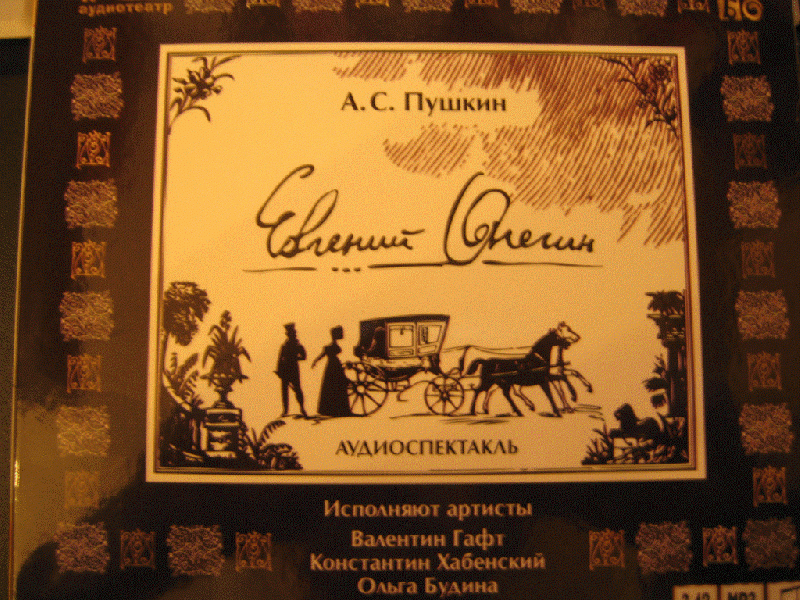 аудиотеатр
А. С. Пушкин
Евгений Онегин
АУДИОСПЕКТАКЛЬ
Исполняют артисты
Валентин Гафт
Константин Хабенский
Ольга Будина